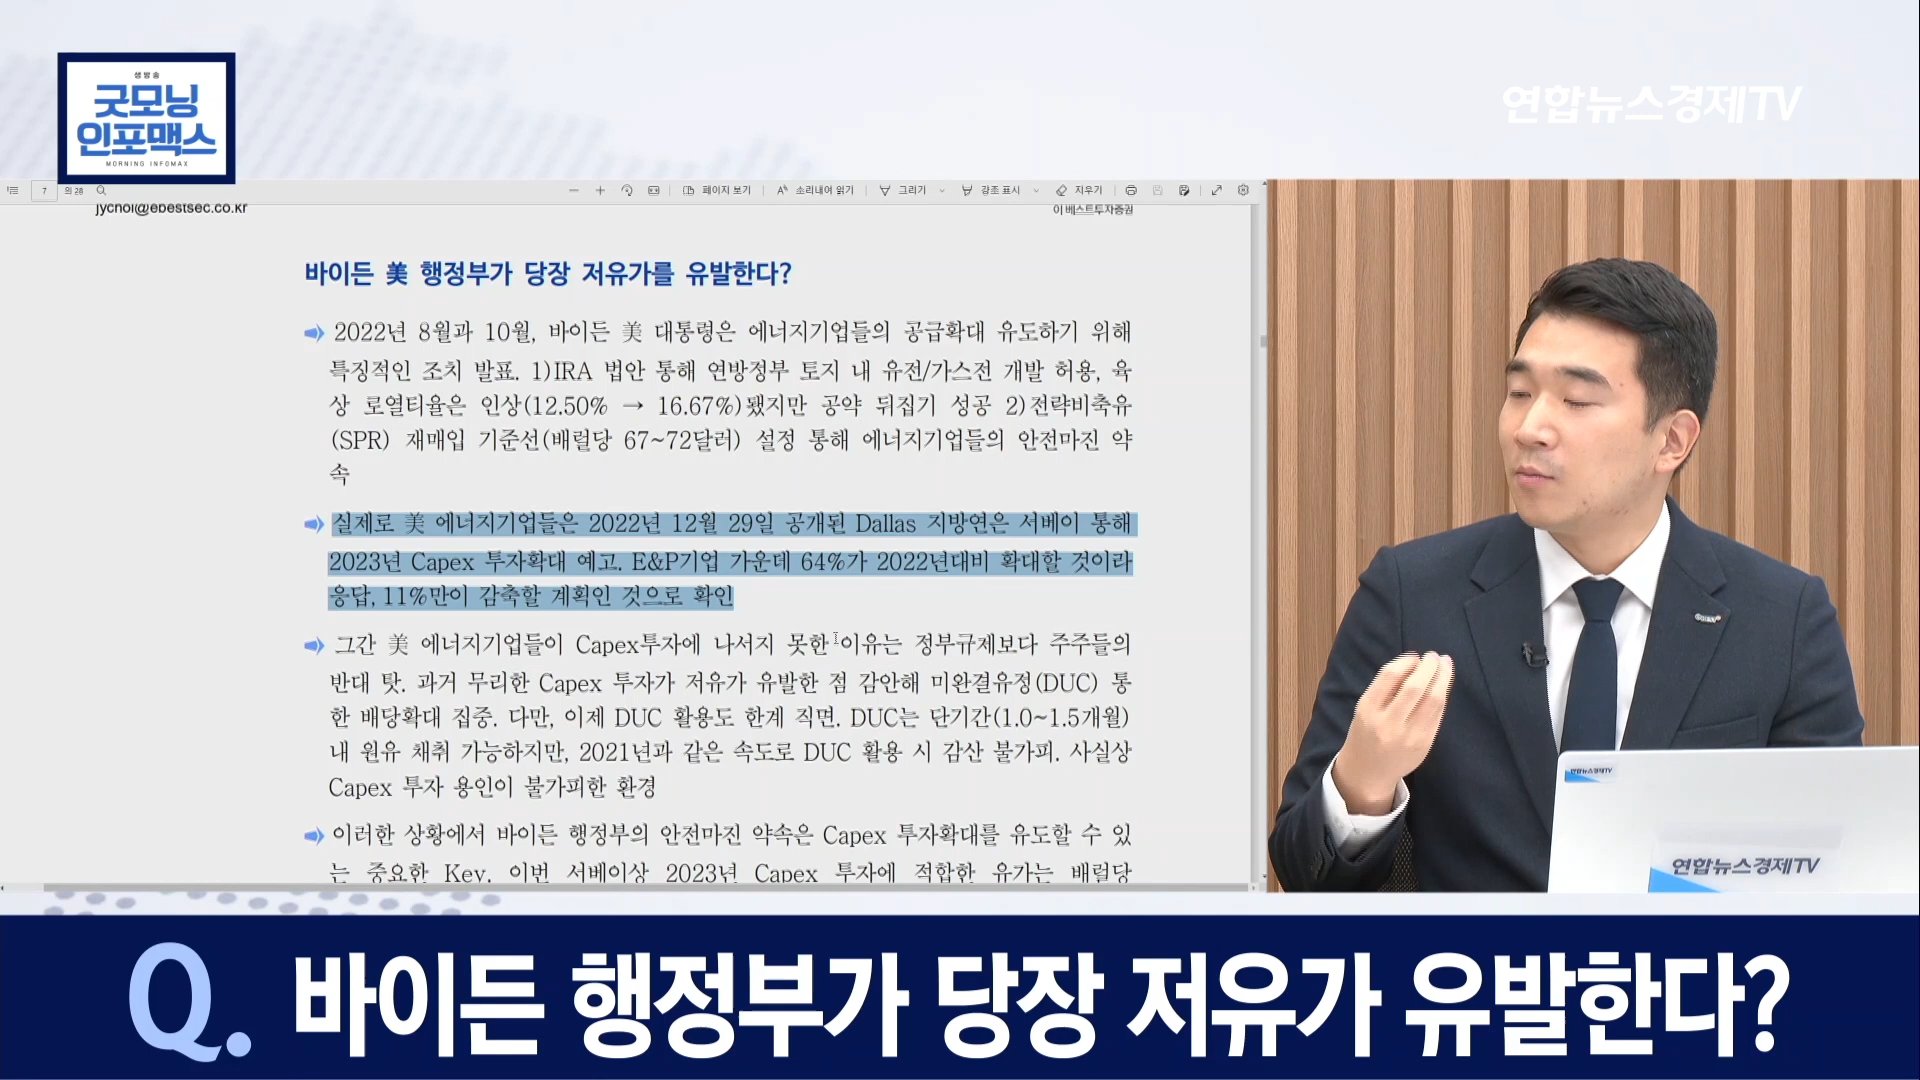 생방송
굿모닝
인포맥스
MORNING INFOMAX
연합뉴스경제TV
7 의 28
페이지 보기
소리내어 읽기
그리기
강조 표시
지우기
jychoi@ebestsec.co.kr
이베스트투자증권
바이든 美 행정부가 당장 저유가를 유발한다?
2022년 8월과 10월, 바이든 美 대통령은 에너지기업들의 공급확대 유도하기 위해
특징적인 조치 발표. 1)IRA 법안 통해 연방정부 토지 내 유전/가스전 개발 허용, 육
상 로열티율은 인상(12.50% → 16.67%)됐지만 공약 뒤집기 성공 2)전략비축유
(SPR) 재매입 기준선(배럴당 67~72달러) 설정 통해 에너지기업들의 안전마진 약
속
실제로 美 에너지기업들은 2022년 12월 29일 공개된 Dallas 지방연은 서베이 통해
2023년 Capex 투자확대 예고. E&P기업 가운데 64%가 2022년대비 확대할 것이라
응답, 11%만이 감축할 계획인 것으로 확인
그간 美 에너지기업들이 Capex투자에 나서지 못한 이유는 정부규제보다 주주들의
반대 탓. 과거 무리한 Capex 투자가 저유가 유발한 점 감안해 미완결유정(DUC) 통
한 배당확대 집중. 다만, 이제 DUC 활용도 한계 직면. DUC는 단기간(1.0~1.5개월)
내 원유 채취 가능하지만, 2021년과 같은 속도로 DUC 활용 시 감산 불가피. 사실상
Capex 투자 용인이 불가피한 환경
이러한 상황에서 바이든 행정부의 안전마진 약속은 Capex 투자확대를 유도할 수 있
는 중요한 Key. 이번 서베이상 2023년 Capex 투자에 적합한 유가는 배럴당
연합뉴스경제TV
연합뉴스경제TV
Q. 바이든 행정부가 당장 저유가 유발한다?